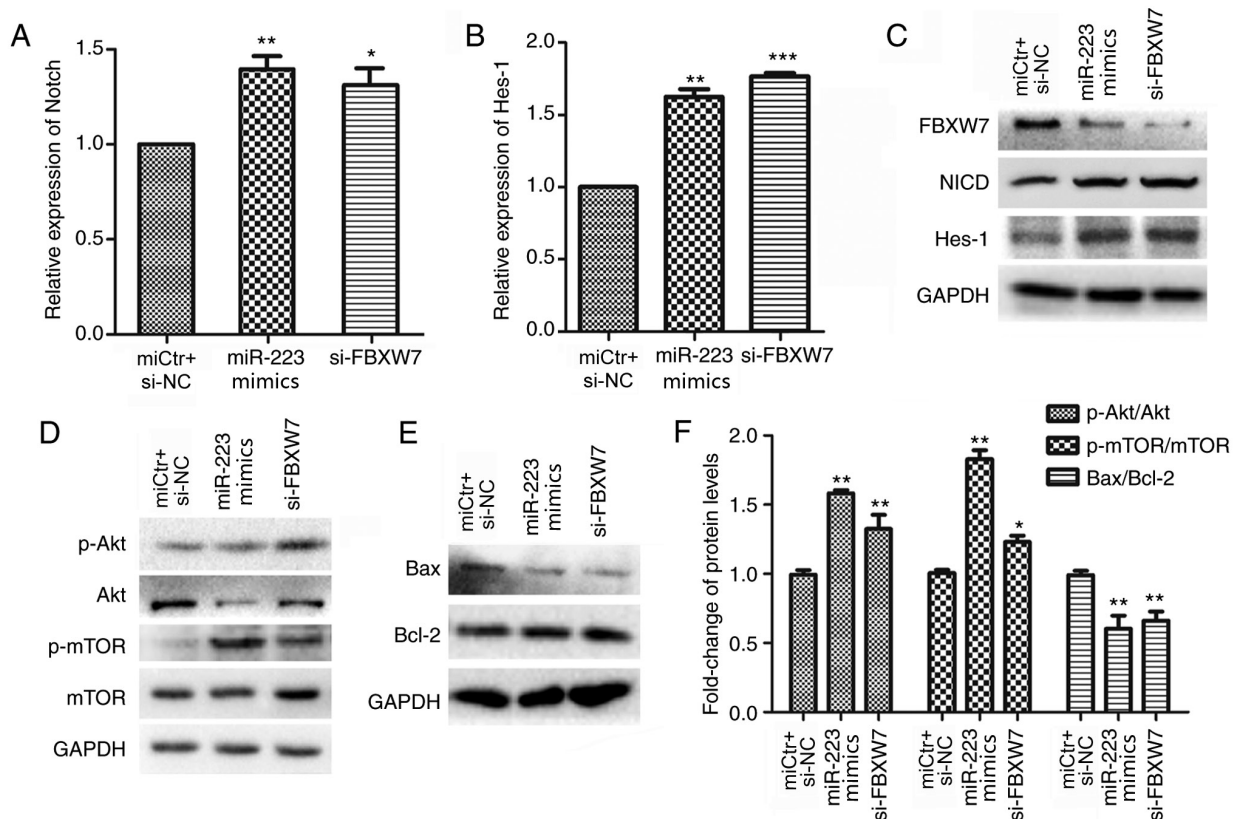 A
Relative expression of Notch
1.5
1.0
0.5
0.0
**
*
miCtr+
si-NC
miR-223
mimics
si-FBXW7
B
Relative expression of Hes-1
2.0
1.5
1.0
0.5
0.0
**
***
miCtr+
si-NC
miR-223
mimics
si-FBXW7
C
miCtr+
si-NC
miR-223
mimics
si-FBXW7
FBXW7
NICD
Hes-1
GAPDH
D
miCtr+
si-NC
miR-223
mimics
si-FBXW7
p-Akt
Akt
p-mTOR
mTOR
GAPDH
E
miCtr+
si-NC
miR-223
mimics
si-FBXW7
Bax
Bcl-2
GAPDH
F
p-Akt/Akt
p-mTOR/mTOR
Bax/Bcl-2
Fold-change of protein levels
2.0
1.5
1.0
0.5
0.0
**
**
**
*
**
**
miCtr+
si-NC
miR-223
mimics
si-FBXW7
miCtr+
si-NC
miR-223
mimics
si-FBXW7
miCtr+
si-NC
miR-223
mimics
si-FBXW7